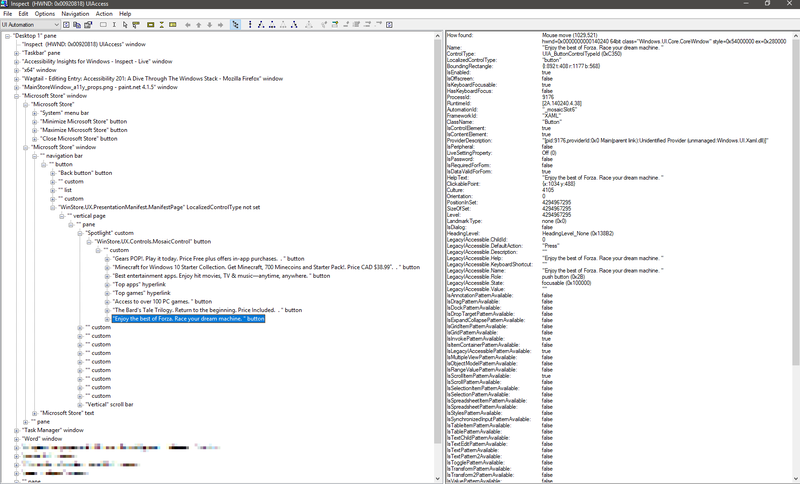 Inspect (HWND: 0x00920818) UIAccess
File Edit Options Navigation Action Help
UI Automation
"Desktop 1" pane
"Inspect (HWND: 0x00920818) UIAccess" window
"Taskbar" pane
"Accessibility Insights for Windows - Inspect - Live" window
"x64" window
"Wagtail - Editing Entry: Accessibility 201: A Dive Through The Windows Stack - Mozilla Firefox" window
"MainStoreWindow_a11y_props.png - paint.net 4.1.5" window
"Microsoft Store" window
"Microsoft Store"
"System" menu bar
"Minimize Microsoft Store" button
"Maximize Microsoft Store" button
"Close Microsoft Store" button
"Microsoft Store" window
"" navigation bar
"" button
"Back button" button
"" custom
"" list
"" custom
"WinStore.UX.PresentationManifest.ManifestPage" LocalizedControlType not set
"" vertical page
"" pane
"Spotlight" custom
"WinStore.UX.Controls.MosaicControl" button
"" custom
"Gears POP!. Play it today. Price Free plus offers in-app purchases. . " button
"Minecraft for Windows 10 Starter Collection. Get Minecraft, 700 Minecoins and Starter Pack!. Price CAD $38.99". . " button
"Best entertainment apps. Enjoy hit movies, TV & music—anytime, anywhere. " button
"Top apps" hyperlink
"Top games" hyperlink
"Access to over 100 PC games. " button
"The Bard's Tale Trilogy. Return to the beginning. Price Included. . " button
"Enjoy the best of Forza. Race your dream machine. " button
"" custom
"" custom
"" custom
"" custom
"" custom
"" custom
"" custom
"" custom
"" custom
"Vertical" scroll bar
"Microsoft Store" text
"" pane
"Task Manager" window
"Word" window
"" pane
How found: Mouse move (1029,521)
hwnd=0x0000000000140240 64bit class="Windows.UI.Core.CoreWindow" style=0x54000000 ex=0x280000
Name: "Enjoy the best of Forza. Race your dream machine. "
ControlType: UIA_ButtonControlTypeId (0xC350)
LocalizedControlType: "button"
BoundingRectangle: {l:892 t:408 r:1177 b:568}
IsEnabled: true
IsOffscreen: false
IsKeyboardFocusable: true
HasKeyboardFocus: false
ProcessId: 9176
RuntimeId: [2A,140240,4.38]
AutomationId: "_mosaicSlot6"
FrameworkId: "XAML"
ClassName: "Button"
IsControlElement: true
IsContentElement: true
ProviderDescription: "[pid:9176,providerId:0x0 Main(parent link):Unidentified Provider (unmanaged:Windows.UI.Xaml.dll)]"
IsPeripheral: false
LiveSettingProperty: Off (0)
IsPassword: false
IsRequiredForForm: false
IsDataValidForForm: true
HelpText: "Enjoy the best of Forza. Race your dream machine. "
ClickablePoint: {x:1034 y:488}
Culture: 4105
Orientation: 0
PositionInSet: 4294967295
SizeOfSet: 4294967295
Level: 4294967295
LandmarkType: none (0x0)
IsDialog: false
HeadingLevel: HeadingLevel_None (0x138B2)
LegacyIAccessible.ChildId: 0
LegacyIAccessible.DefaultAction: "Press"
LegacyIAccessible.Description: ""
LegacyIAccessible.Help: "Enjoy the best of Forza. Race your dream machine. "
LegacyIAccessible.KeyboardShortcut: ""
LegacyIAccessible.Name: "Enjoy the best of Forza. Race your dream machine. "
LegacyIAccessible.Role: push button (0x2B)
LegacyIAccessible.State: focusable (0x100000)
LegacyIAccessible.Value: ""
IsAnnotationPatternAvailable: false
IsDragPatternAvailable: false
IsDockPatternAvailable: false
IsDropTargetPatternAvailable: false
IsExpandCollapsePatternAvailable: false
IsGridItemPatternAvailable: false
IsGridPatternAvailable: false
IsInvokePatternAvailable: true
IsItemContainerPatternAvailable: false
IsLegacyIAccessiblePatternAvailable: true
IsMultipleViewPatternAvailable: false
IsObjectModelPatternAvailable: false
IsRangeValuePatternAvailable: false
IsScrollItemPatternAvailable: true
IsScrollPatternAvailable: false
IsSelectionItemPatternAvailable: false
IsSelectionPatternAvailable: false
IsSpreadsheetItemPatternAvailable: false
IsSpreadsheetPatternAvailable: false
IsStylesPatternAvailable: false
IsSynchronizedInputPatternAvailable: false
IsTableItemPatternAvailable: false
IsTablePatternAvailable: false
IsTextChildPatternAvailable: false
IsTextEditPatternAvailable: false
IsTextPatternAvailable: false
IsTextPattern2Available: false
IsTogglePatternAvailable: false
IsTransformPatternAvailable: false
IsTransform2PatternAvailable: false
IsValuePatternAvailable: false